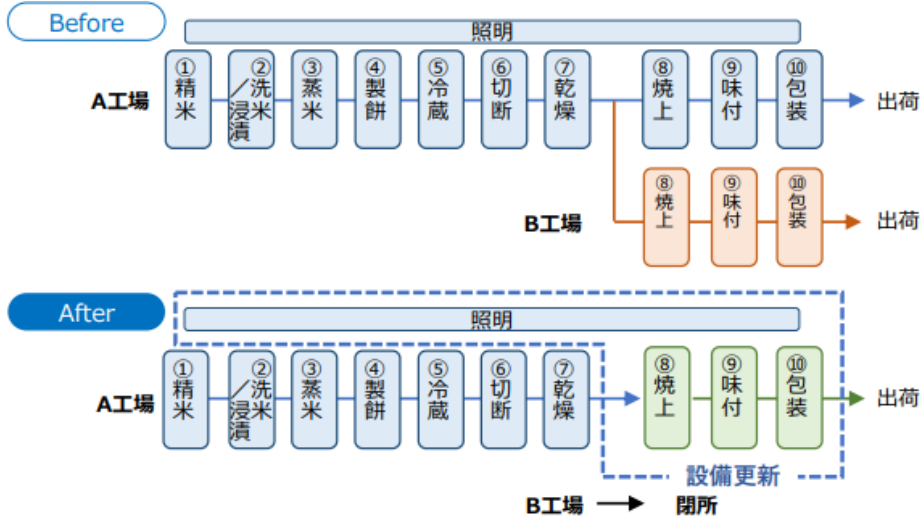 Before
照明
A工場
①精米
②洗米／浸漬
③蒸米
④製餅
⑤冷蔵
⑥切断
⑦乾燥
⑧焼上
⑨味付
⑩包装
出荷
B工場
⑧焼上
⑨味付
⑩包装
出荷
After
照明
A工場
①精米
②洗米／浸漬
③蒸米
④製餅
⑤冷蔵
⑥切断
⑦乾燥
⑧焼上
⑨味付
⑩包装
出荷
設備更新
B工場
閉所